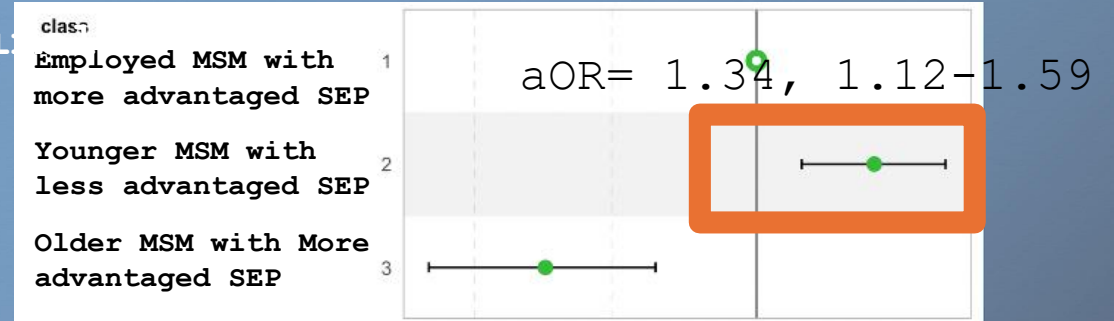 class
Employed MSM with
more advantaged SEP
1
aOR= 1.34, 1.12-1.59
Younger MSM with
less advantaged SEP
2
Older MSM with More
advantaged SEP
3